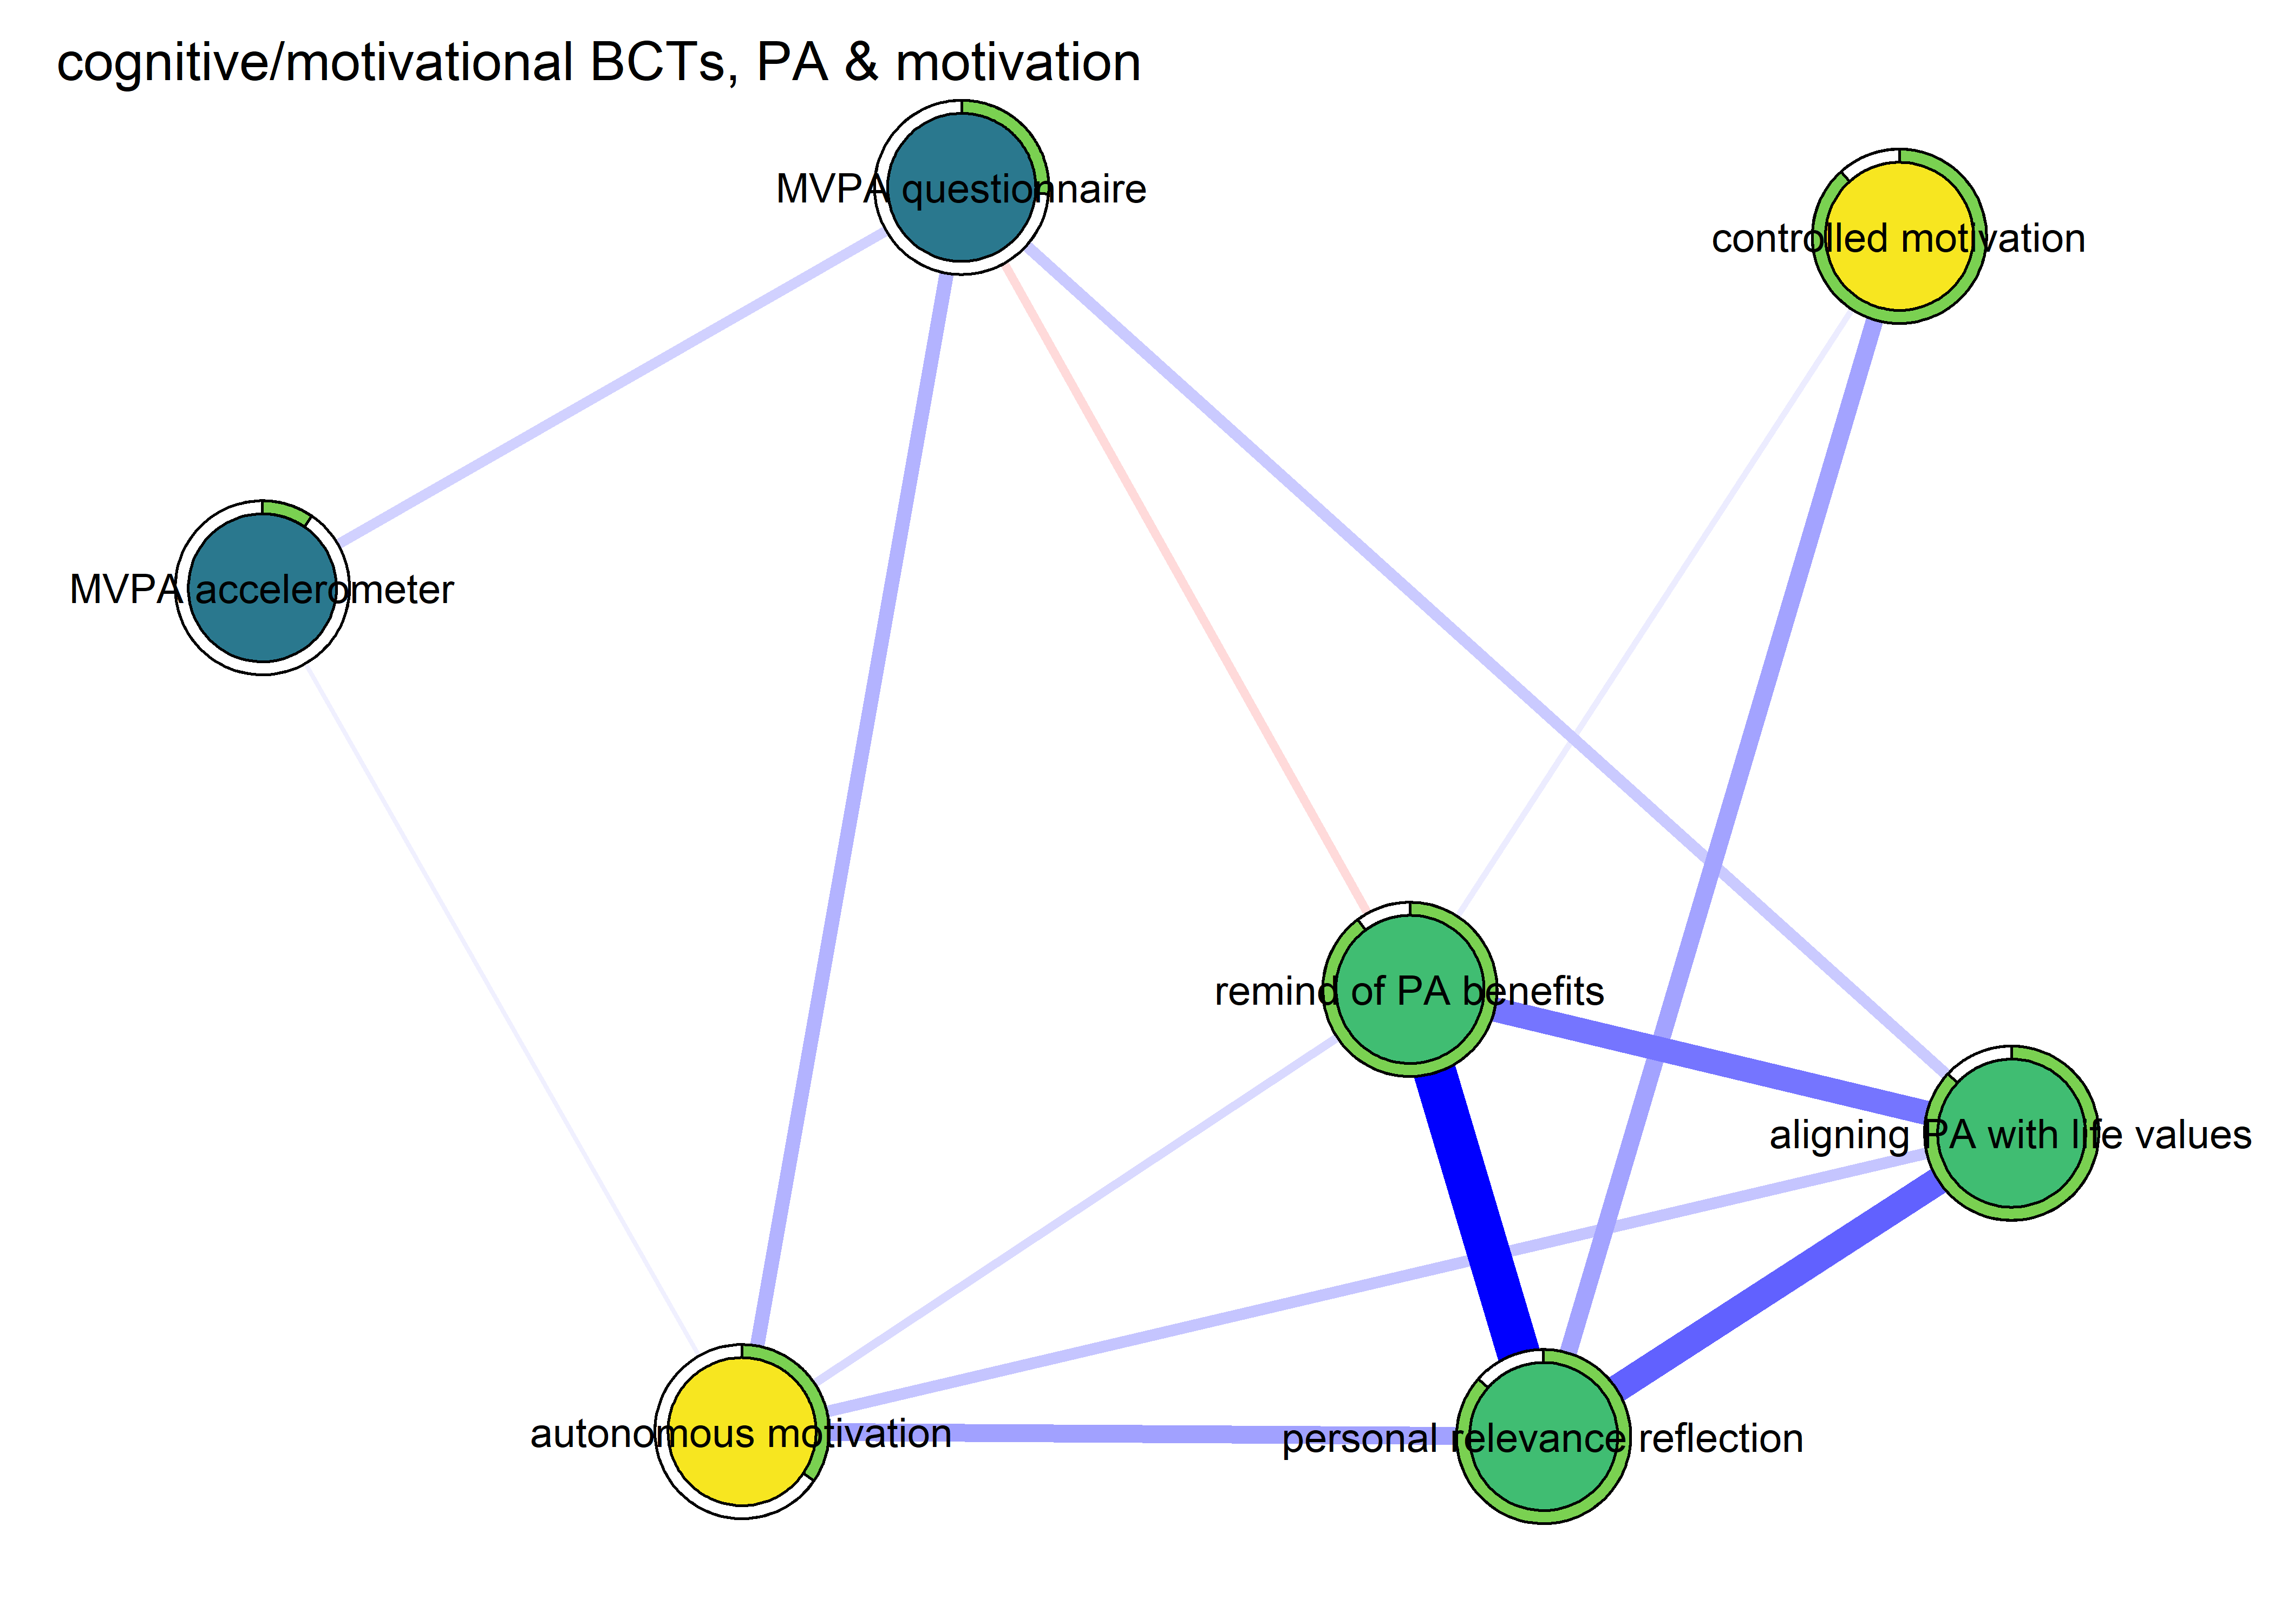 cognitive/motivational BCTs, PA & motivation
MVPA questionnaire
controlled motivation
MVPA accelerometer
remind of PA benefits
aligning PA with life values
autonomous motivation
personal relevance reflection